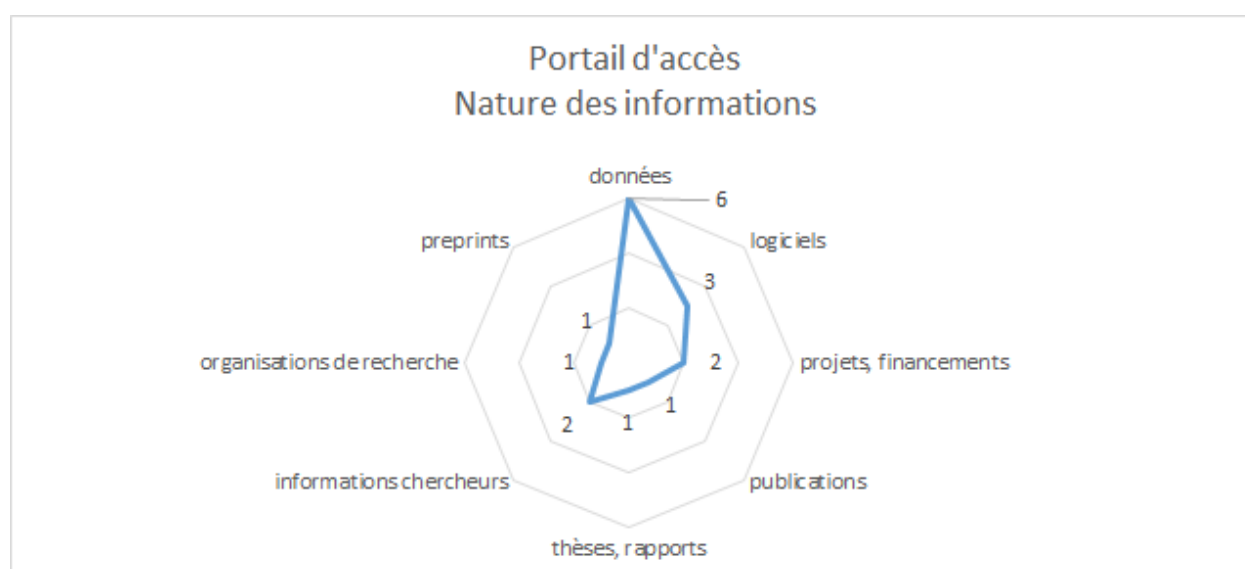 Portail d'accès
Nature des informations
données
6
preprints
logiciels
3
1
organisations de recherche
1
2
projets, financements
2
1
1
informations chercheurs
publications
thèses, rapports